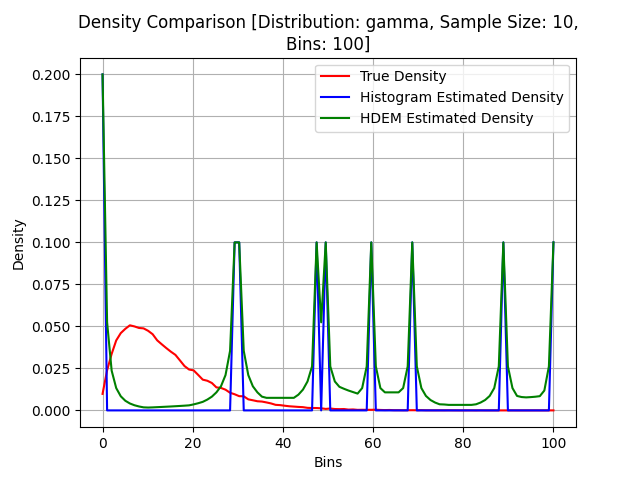 Density Comparison [Distribution: gamma, Sample Size: 10,
Bins: 100]
True Density
Histogram Estimated Density
HDEM Estimated Density
Density
0.200
0.175
0.150
0.125
0.100
0.075
0.050
0.025
0.000
0 20 40 60 80 100
Bins